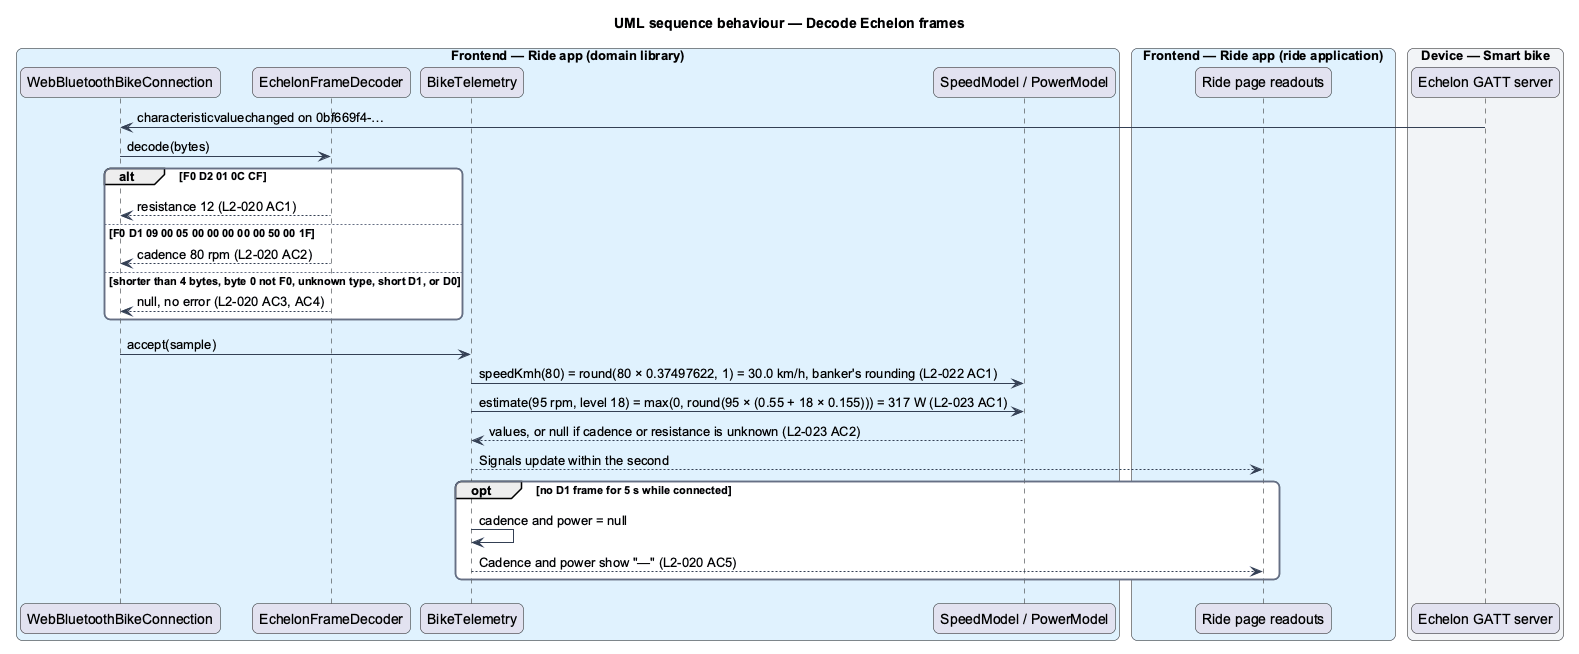 UML sequence behaviour — Decode Echelon frames
Frontend — Ride app (domain library)
Frontend — Ride app (ride application)
Device — Smart bike
WebBluetoothBikeConnection
EchelonFrameDecoder
BikeTelemetry
SpeedModel / PowerModel
Ride page readouts
Echelon GATT server
characteristicvaluechanged on 0bf669f4-...
decode(bytes)
alt
[F0 D2 01 0C CF]
resistance 12 (L2-020 AC1)
[F0 D1 09 00 05 00 00 00 00 00 50 00 1F]
cadence 80 rpm (L2-020 AC2)
[shorter than 4 bytes, byte 0 not F0, unknown type, short D1, or D0]
null, no error (L2-020 AC3, AC4)
accept(sample)
speedKmh(80) = round(80 × 0.37497622, 1) = 30.0 km/h, banker's rounding (L2-022 AC1)
estimate(95 rpm, level 18) = max(0, round(95 × (0.55 + 18 × 0.155))) = 317 W (L2-023 AC1)
values, or null if cadence or resistance is unknown (L2-023 AC2)
Signals update within the second
opt
[no D1 frame for 5 s while connected]
cadence and power = null
Cadence and power show "—" (L2-020 AC5)
WebBluetoothBikeConnection
EchelonFrameDecoder
BikeTelemetry
SpeedModel / PowerModel
Ride page readouts
Echelon GATT server